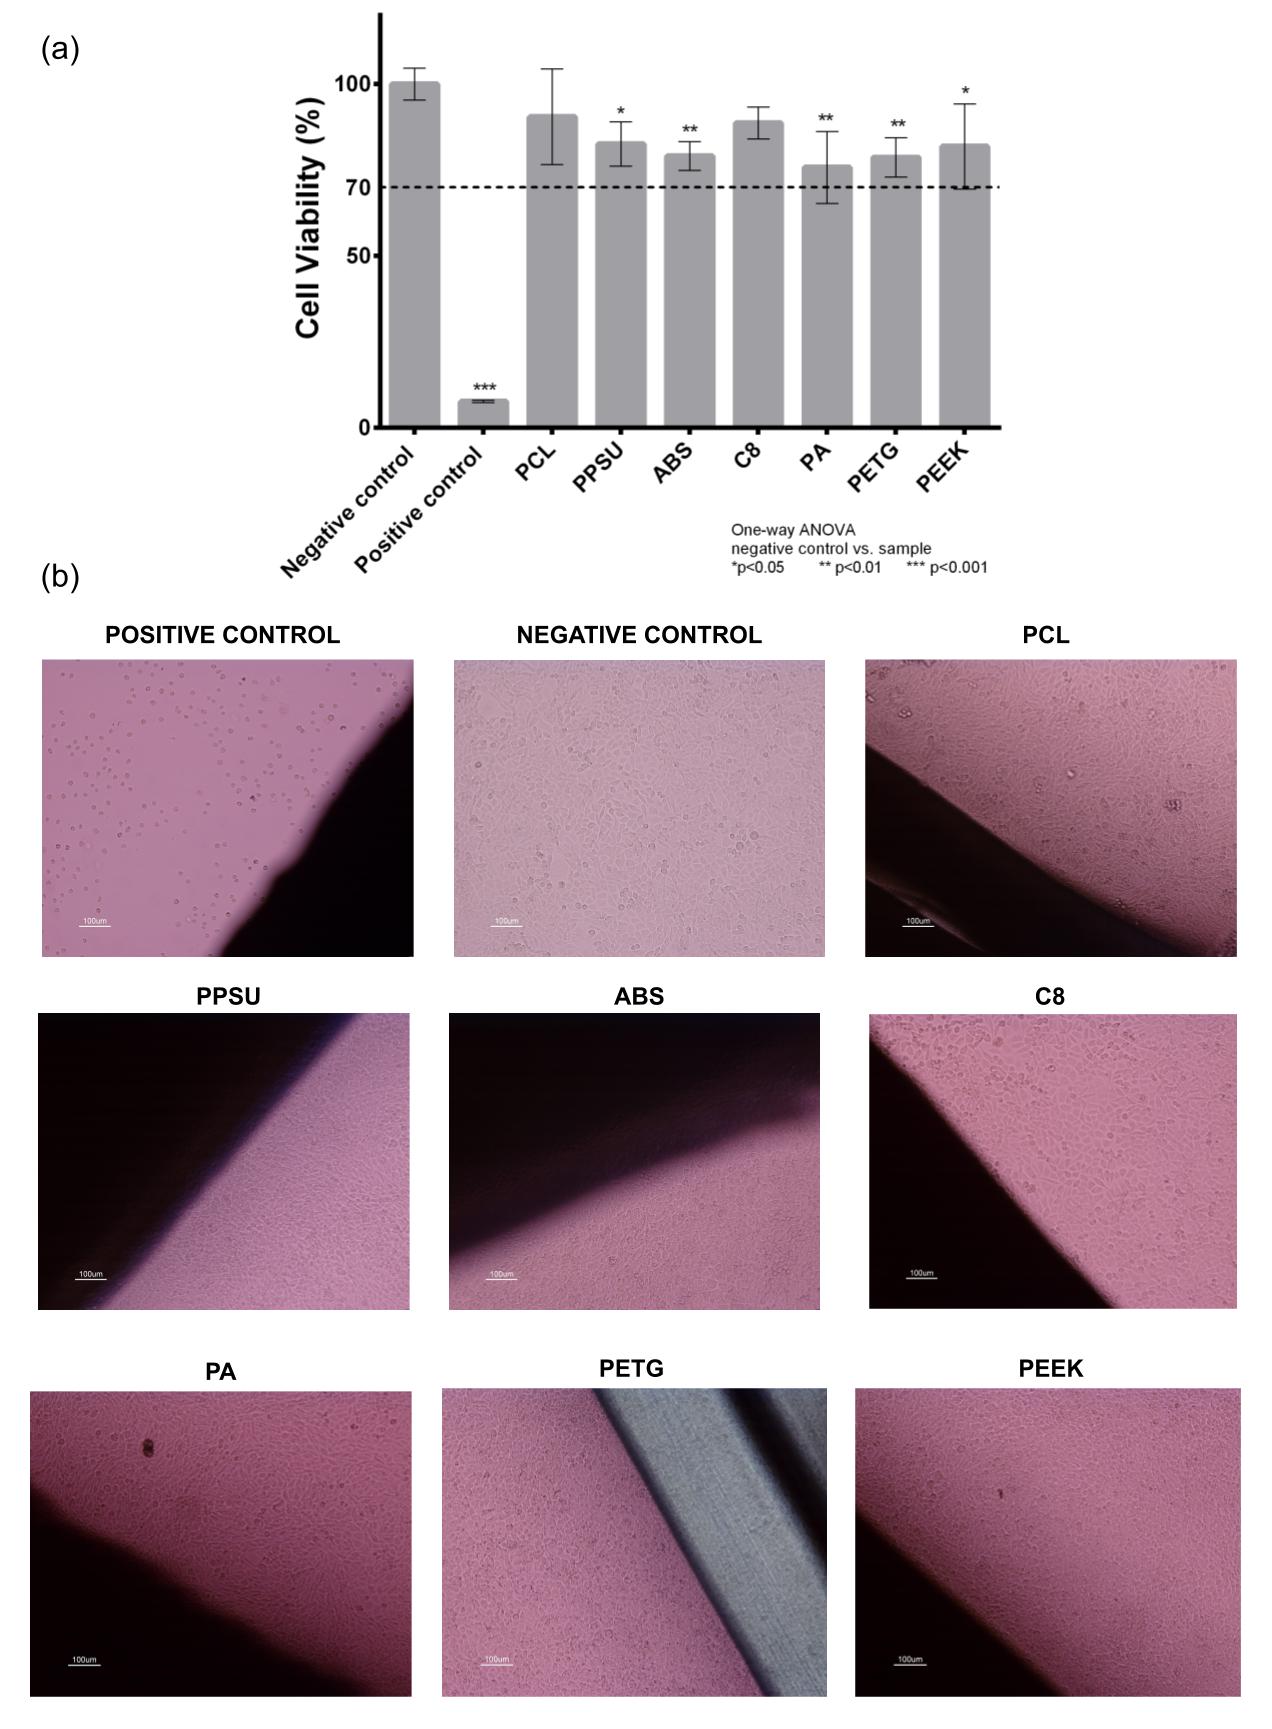 (a)
Cell Viability (%)
100
70
50
0
*** 
* 
** 
** 
** 
*
Negative control
Positive control
PCL
PPSU
ABS
C8
PA
PETG
PEEK
One-way ANOVA
negative control vs. sample
*p<0.05 ** p<0.01 *** p<0.001
(b)
POSITIVE CONTROL NEGATIVE CONTROL PCL
100um 100um 100um
PPSU ABS C8
100um 100um 100um
PA PETG PEEK
100um 100um 100um